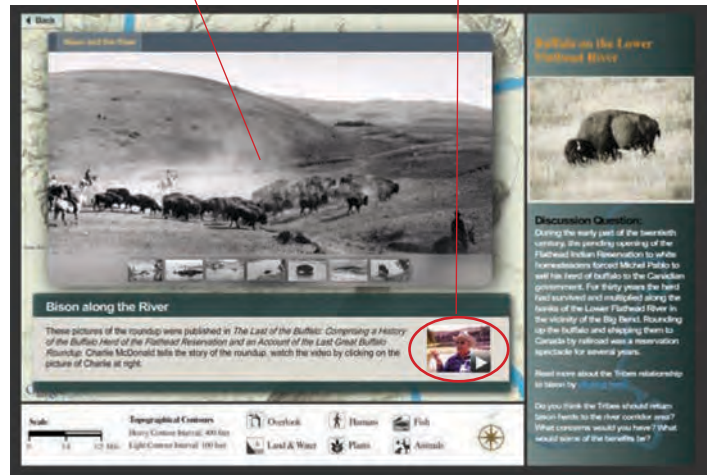 Back
Bison and the River
Bison along the River
These pictures of the roundup were published in The Last of the Buffalo: Comprising a History
of the Buffalo Herd of the Flathead Reservation and an Account of the Last Great Buffalo
Roundup. Charlie McDonald tells the story of the roundup, watch the video by clicking on the
picture of Charlie at right.
Scale
Topographical Contours
Heavy Contour Interval: 400 feet
Light Contour Interval: 100 feet
Overlook
Humans
Fish
Land & Water
Plants
Animals
Buffalo on the Lower
Flathead River
Discussion Question:
During the early part of the twentieth
century, the pending opening of the
Flathead Indian Reservation to white
homesteaders forced Michel Pablo to
sell his herd of buffalo to the Canadian
government. For thirty years the herd
had survived and multiplied along the
banks of the Lower Flathead River in
the vicinity of the Big Bend. Rounding
up the buffalo and shipping them to
Canada by railroad was a reservation
spectacle for several years.
Read more about the Tribes relationship
to bison by
Do you think the Tribes should return
bison herds to the river corridor area?
What concerns would you have? What
would some of the benefits be?